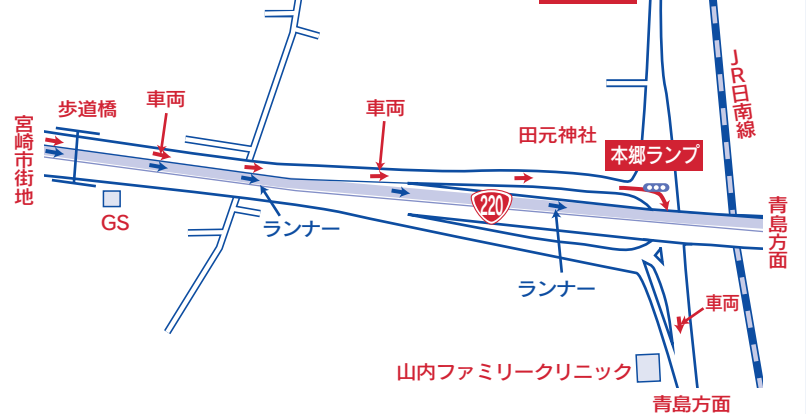 歩道橋
車両
車両
JR日南線
宮崎市街地
田元神社
本郷ランプ
220
GS
ランナー
青島方面
ランナー
車両
山内ファミリークリニック
青島方面